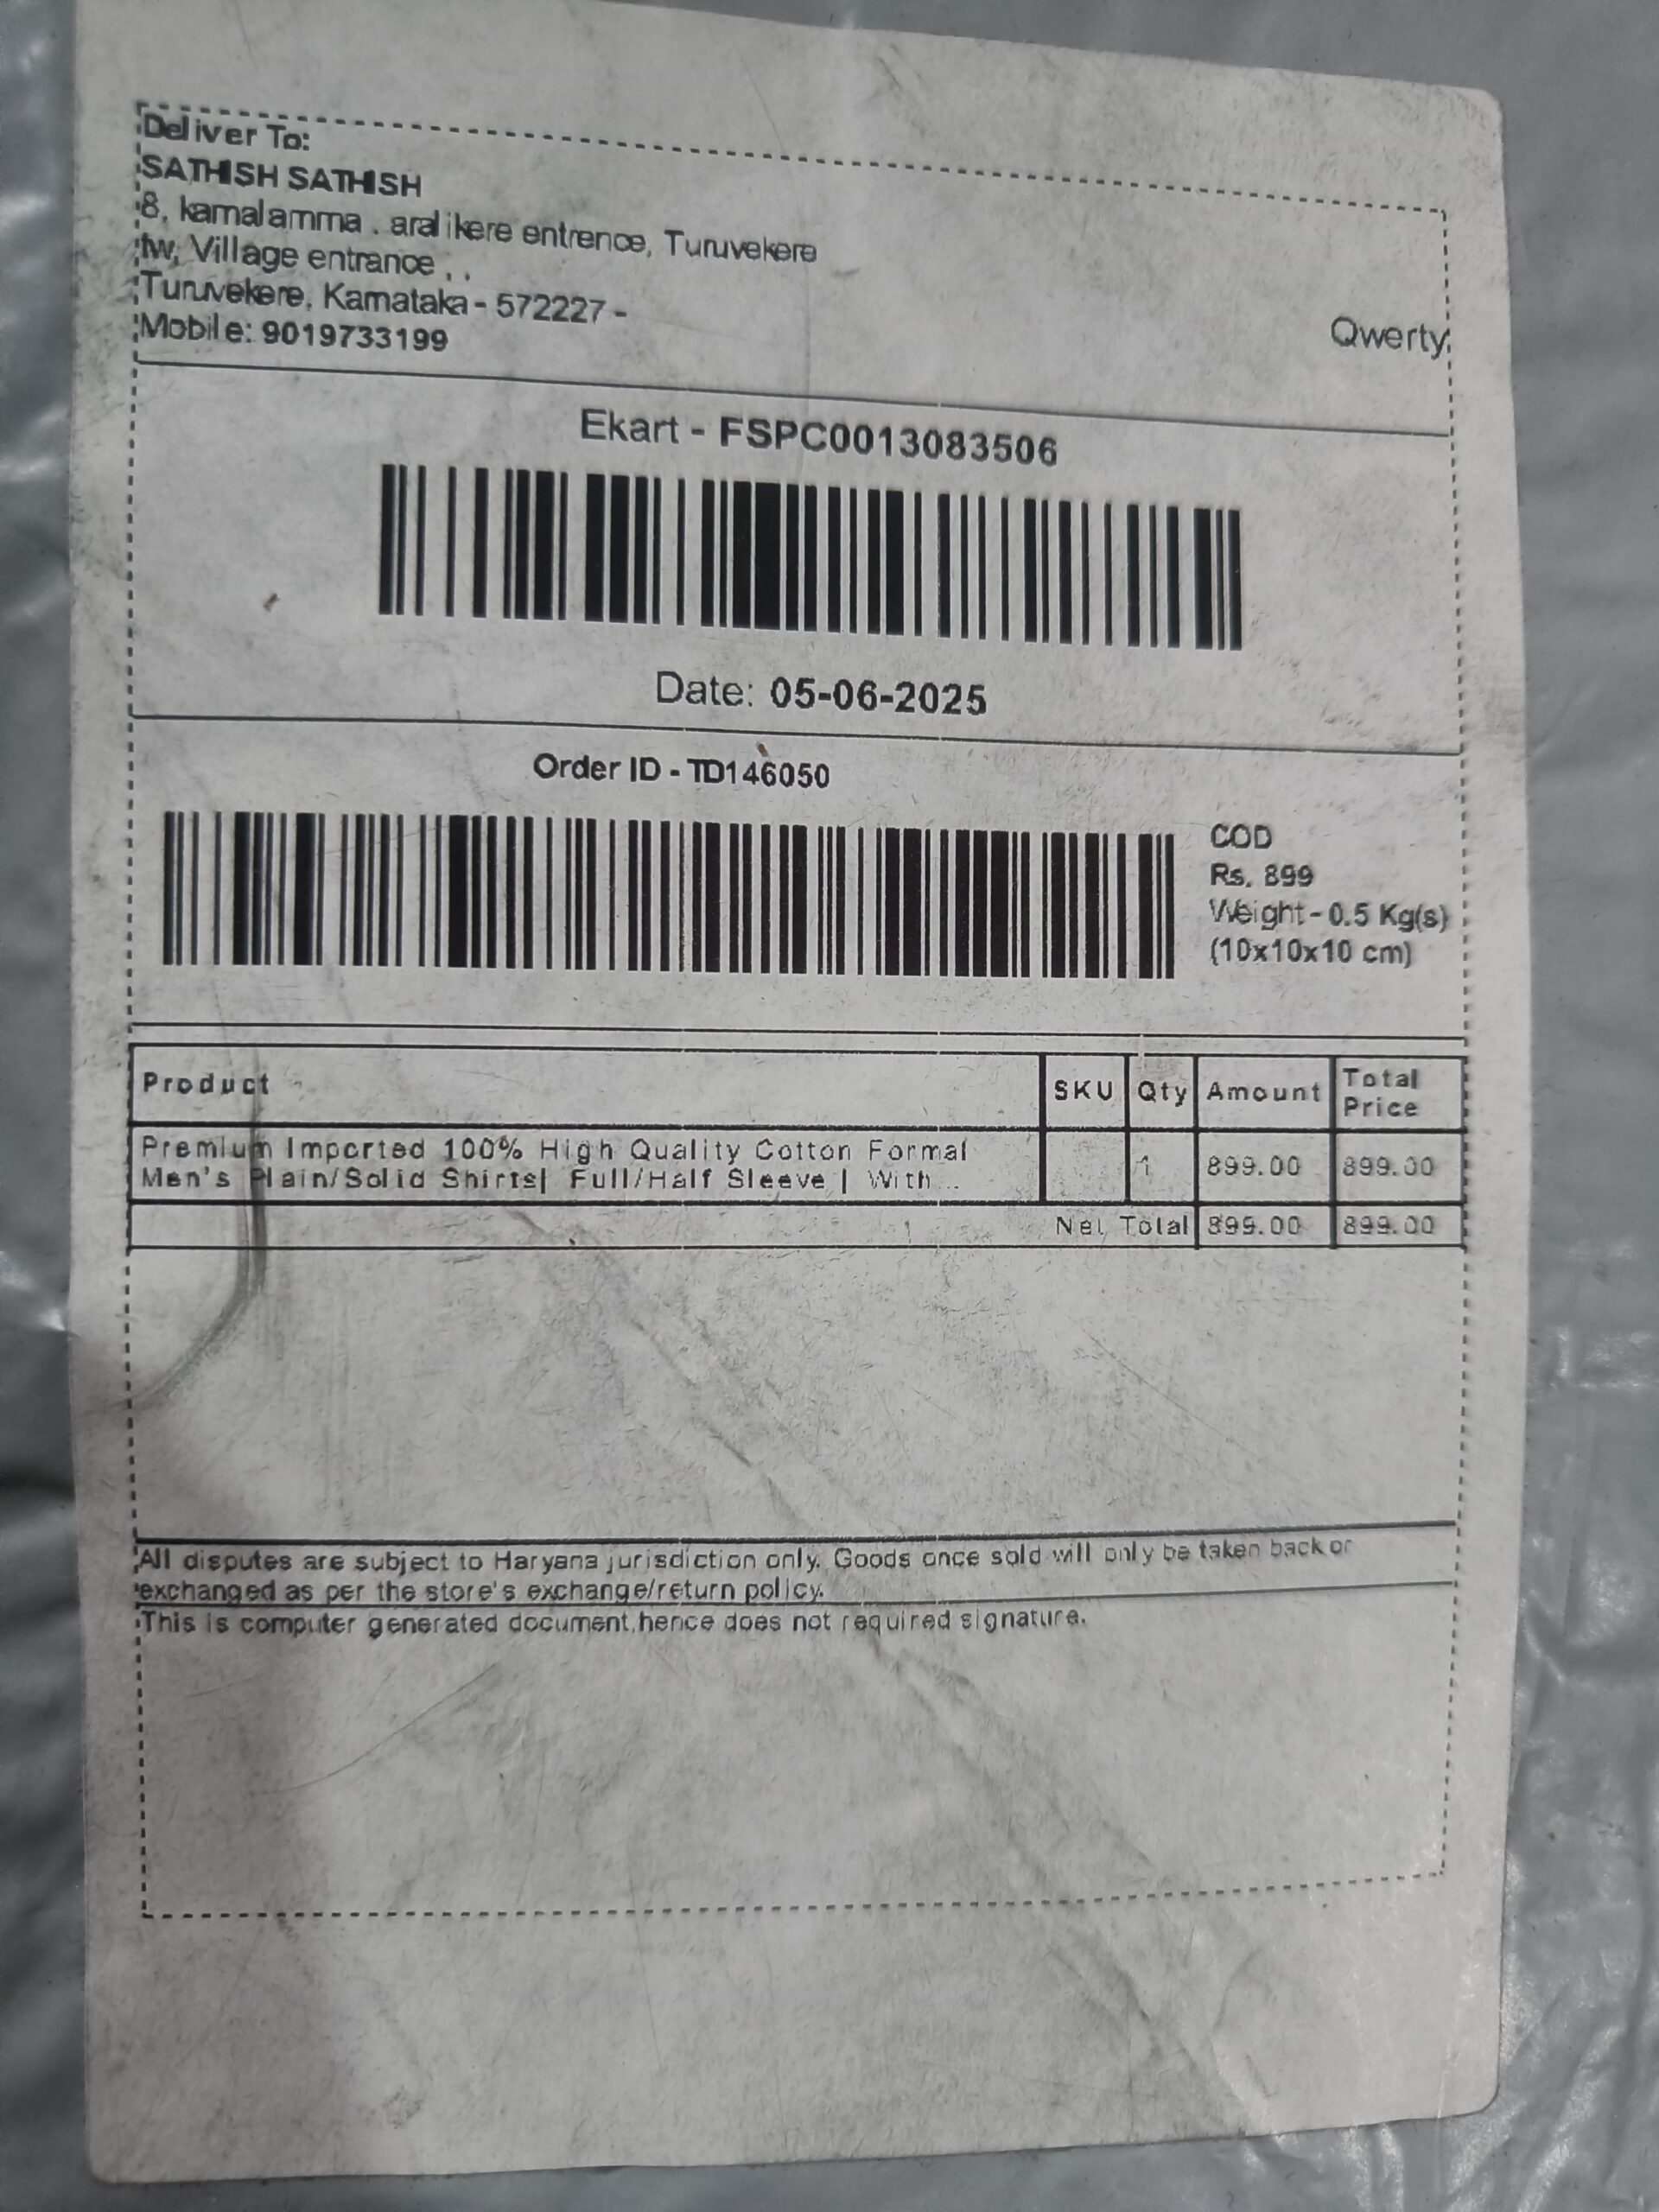 Deliver To:
SATHISH SATHISH
8, kamalamma . aralikere entrence, Turuvekere
tw, Village entrance , .
Turuvekere, Karnataka - 572227 -
Mobile: 9019733199
Qwerty
Ekart - FSPC0013083506
Date: 05-06-2025
Order ID - TD146050
COD
Rs. 899
Weight - 0.5 Kg(s)
(10x10x10 cm)
Product SKU Qty Amount Total Price
Premium Imported 100% High Quality Cotton Formal
Men's Plain/Solid Shirts| Full/Half Sleeve | With ..
1 899.00 899.00
Net Total 899.00 899.00
All disputes are subject to Haryana jurisdiction only. Goods once sold will only be taken back or
exchanged as per the store's exchange/return policy.
This is computer generated document,hence does not required signature.